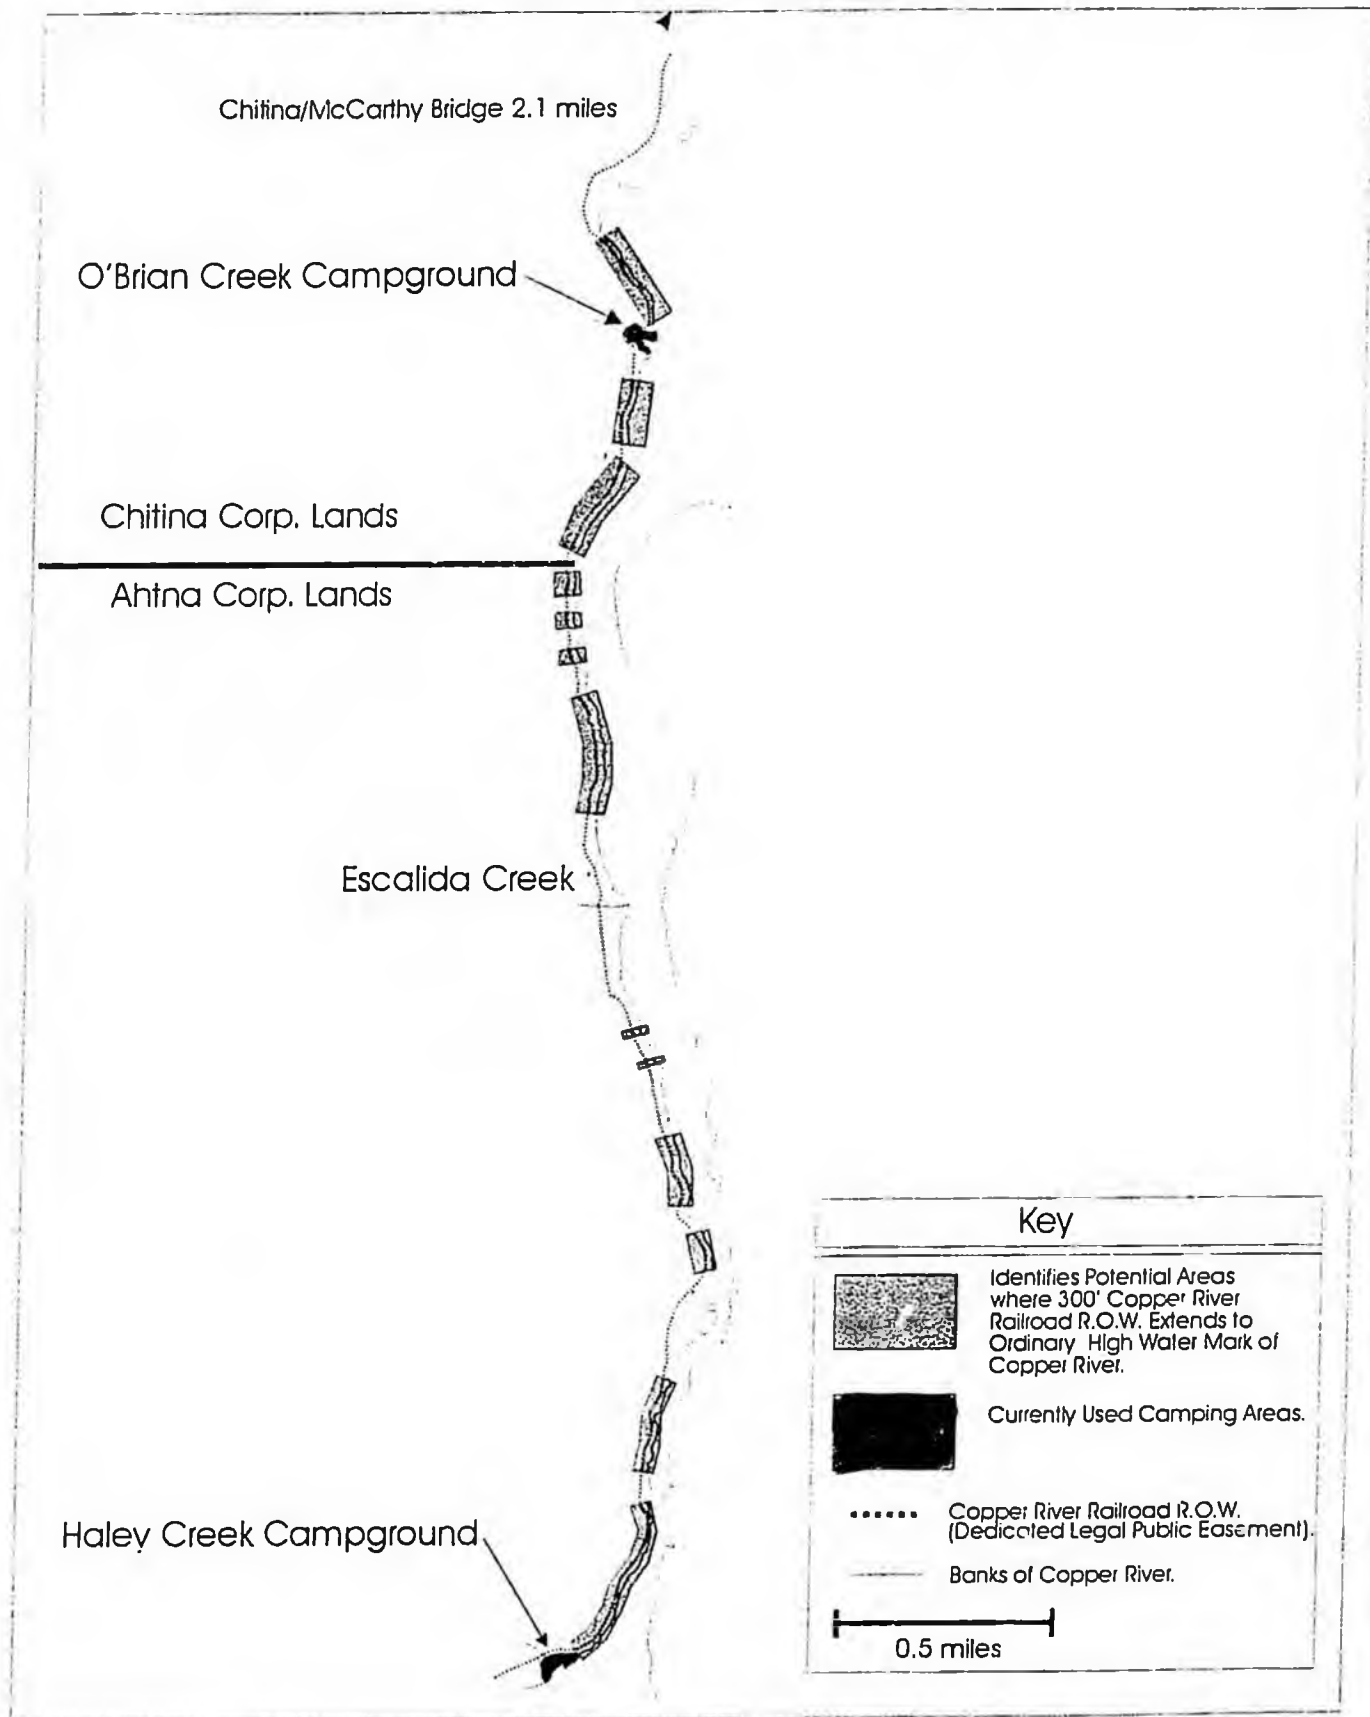 Chitina/McCarthy Bridge 2.1 miles
O'Brian Creek Campground
Chitina Corp. Lands
Ahtna Corp. Lands
Escalida Creek
Haley Creek Campground
Key
Identifies Potential Areas
where 300' Copper River
Railroad R.O.W. Extends to
Ordinary High Water Mark of
Copper River.
Currently Used Camping Areas.
Copper River Railroad R.O.W.
(Dedicated Legal Public Easement).
Banks of Copper River.
0.5 miles